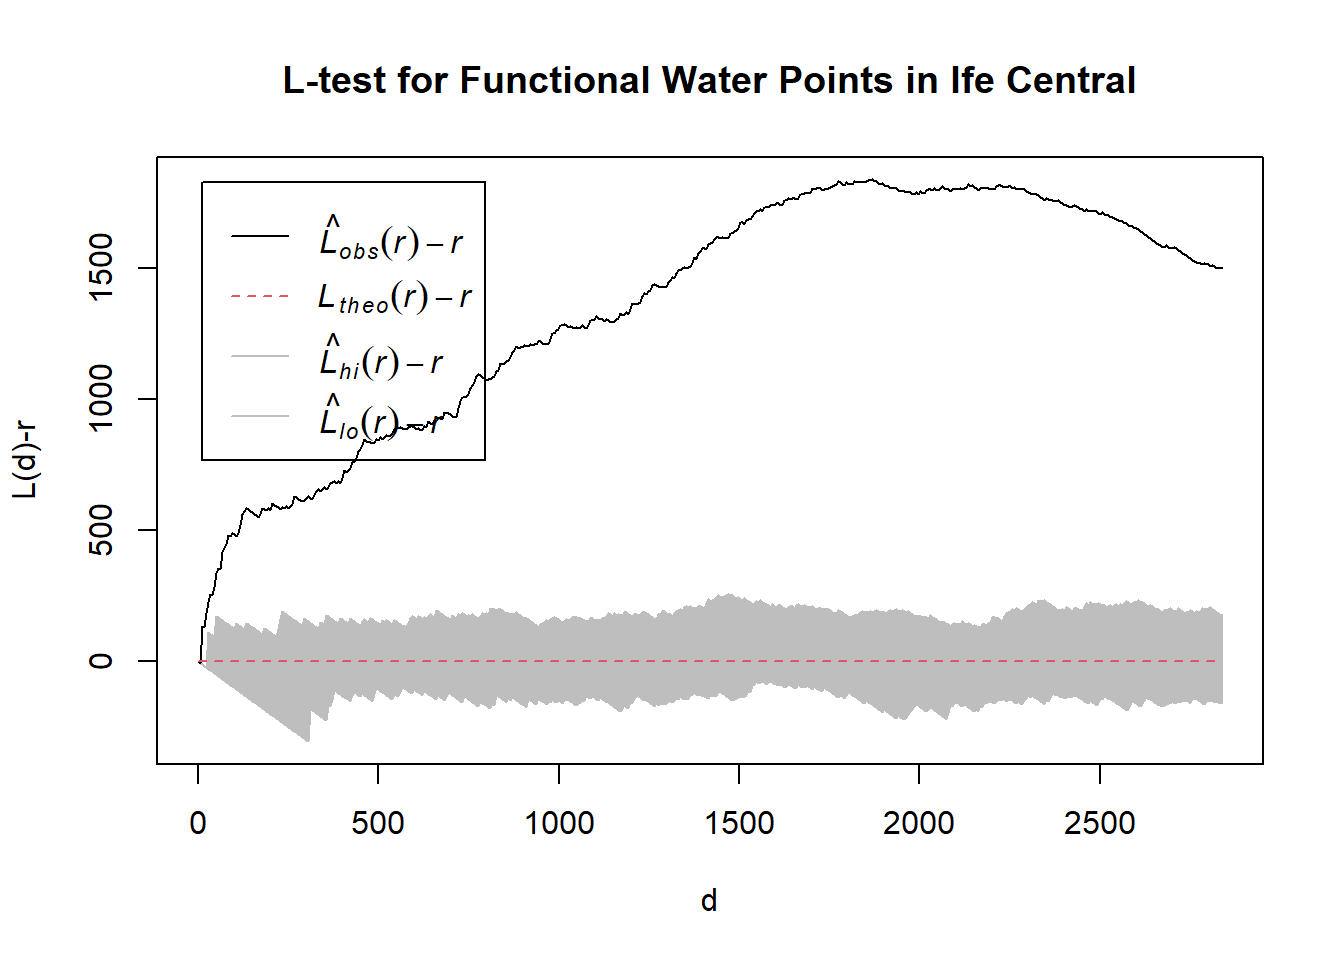 L-test for Functional Water Points in Ife Central
L̂obs(r) – r
Ltheo(r) – r
L̂hi(r) – r
L̂lo(r) – r
L(d)-r
1500
1000
500
0
0 500 1000 1500 2000 2500
d